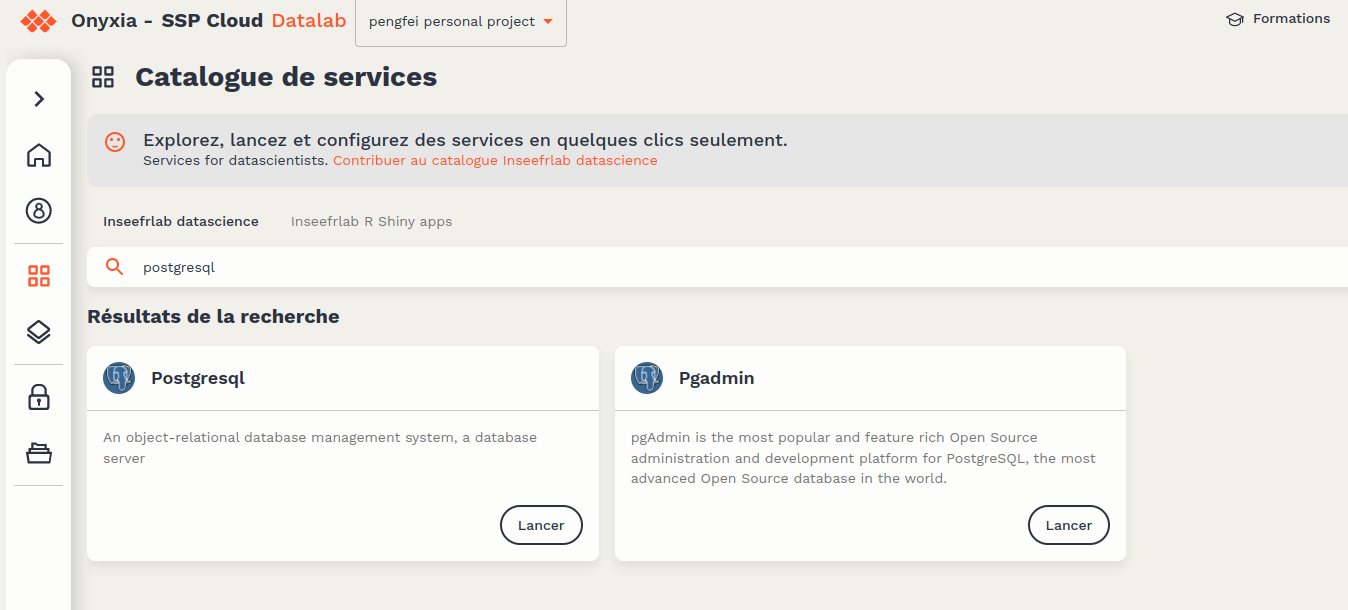 Onyxia - SSP Cloud Datalab
pengfei personal project
Formations
Catalogue de services
Explorez, lancez et configurez des services en quelques clics seulement.
Services for datascientists. Contribuer au catalogue Inseefrlab datascience
Inseefrlab datascience
Inseefrlab R Shiny apps
postgresql
Résultats de la recherche
Postgresql
An object-relational database management system, a database
server
Lancer
Pgadmin
pgAdmin is the most popular and feature rich Open Source
administration and development platform for PostgreSQL, the most
advanced Open Source database in the world.
Lancer